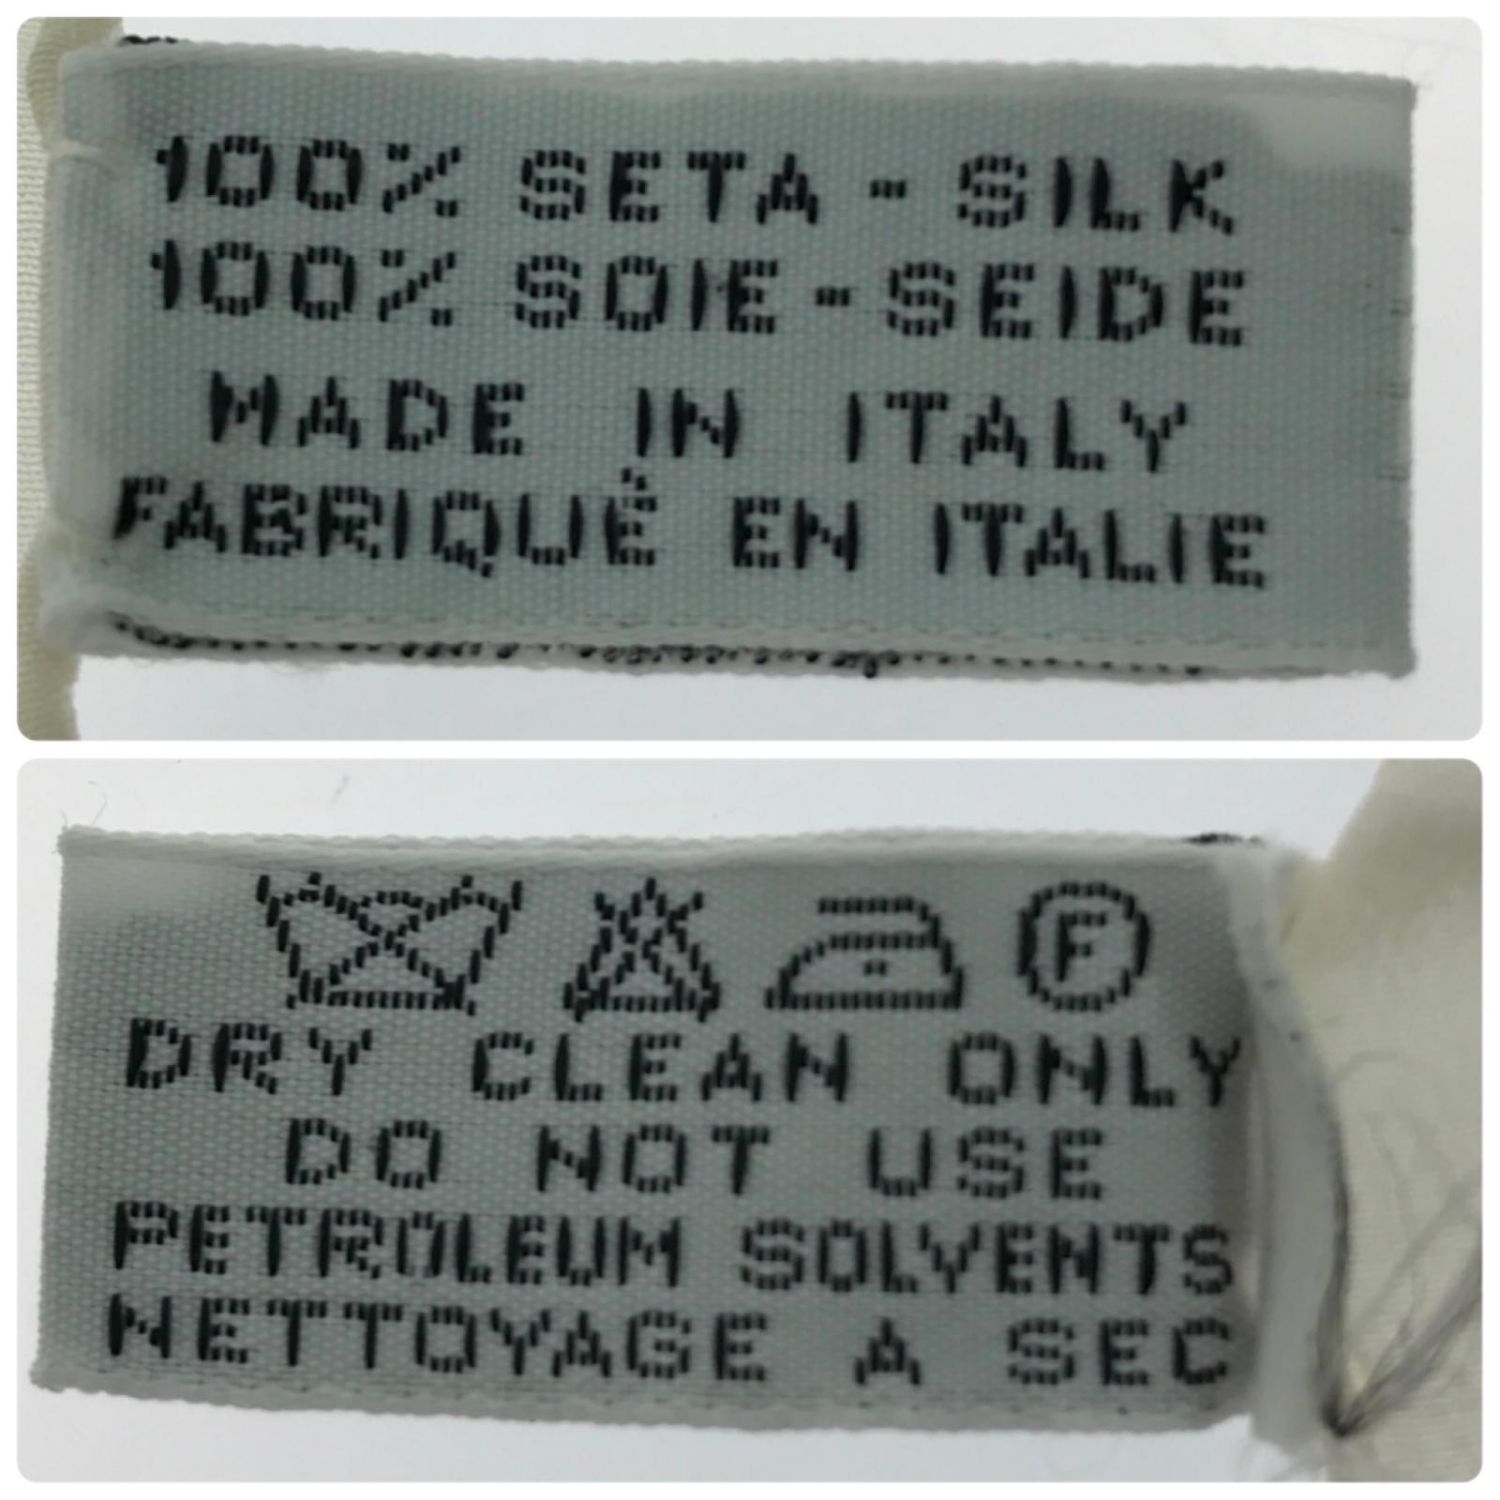 100% SETA - SILK
100% SOIE - SEIDE
MADE IN ITALY
FABRIQUÉ EN ITALIE
F
DRY CLEAN ONLY
DO NOT USE
PETROLEUM SOLVENTS
NETTOYAGE A SEC